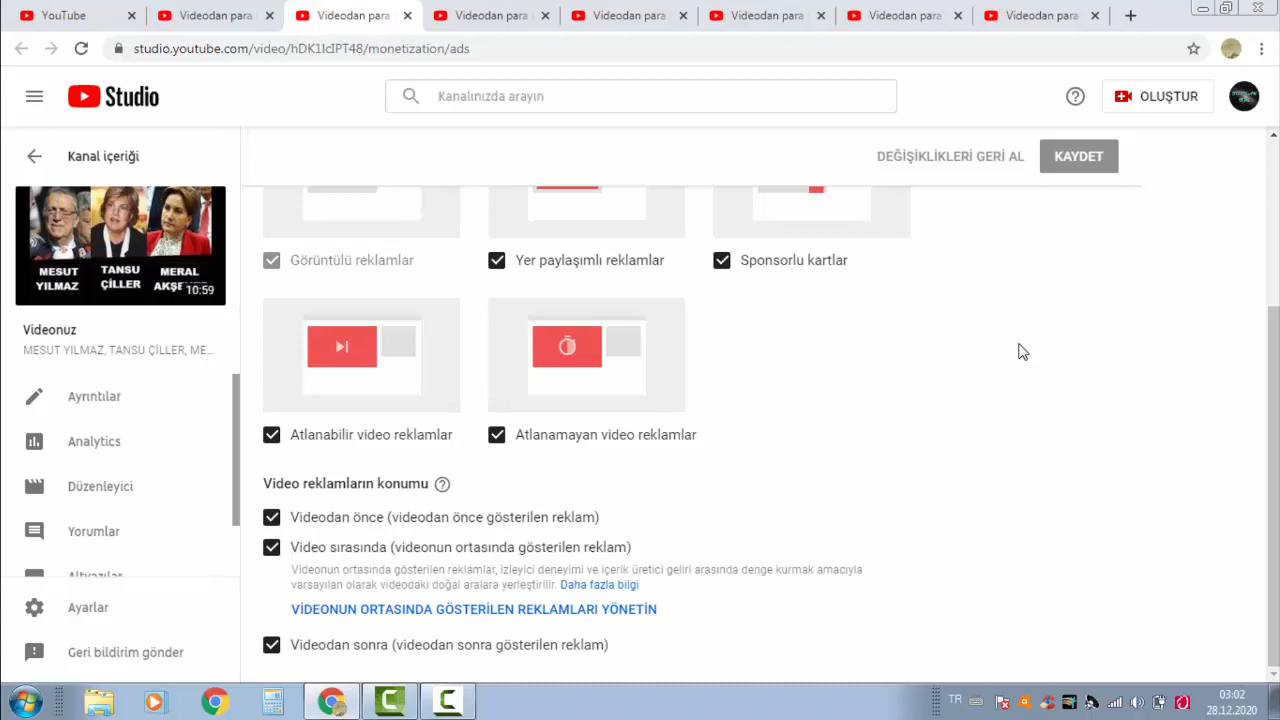 YouTube
Videodan para
Videodan para
Videodan para
Videodan para
Videodan para
Videodan para
Videodan para
studio.youtube.com/video/hDK1IcIPT48/monetization/ads
Studio
Kanalınızda arayın
OLUŞTUR
Kanal içeriği
DEĞİŞİKLİKLERİ GERİ AL
KAYDET
MESUT YILMAZ
TANSU ÇİLLER
MERAL AKŞE
10:59
Videonuz
MESUT YILMAZ, TANSU ÇİLLER, ME...
Ayrıntılar
Analytics
Düzenleyici
Yorumlar
Altyazılar
Ayarlar
Geri bildirim gönder
Görüntülü reklamlar
Yer paylaşımlı reklamlar
Sponsorlu kartlar
Atlanabilir video reklamlar
Atlanamayan video reklamlar
Video reklamların konumu
Videodan önce (videodan önce gösterilen reklam)
Video sırasında (videonun ortasında gösterilen reklam)
Videonun ortasında gösterilen reklamlar, izleyici deneyimi ve içerik üretici geliri arasında denge kurmak amacıyla
varsayılan olarak videodaki doğal aralara yerleştirilir. Daha fazla bilgi
VİDEONUN ORTASINDA GÖSTERİLEN REKLAMLARI YÖNETİN
Videodan sonra (videodan sonra gösterilen reklam)
TR
03:02
28.12.2020